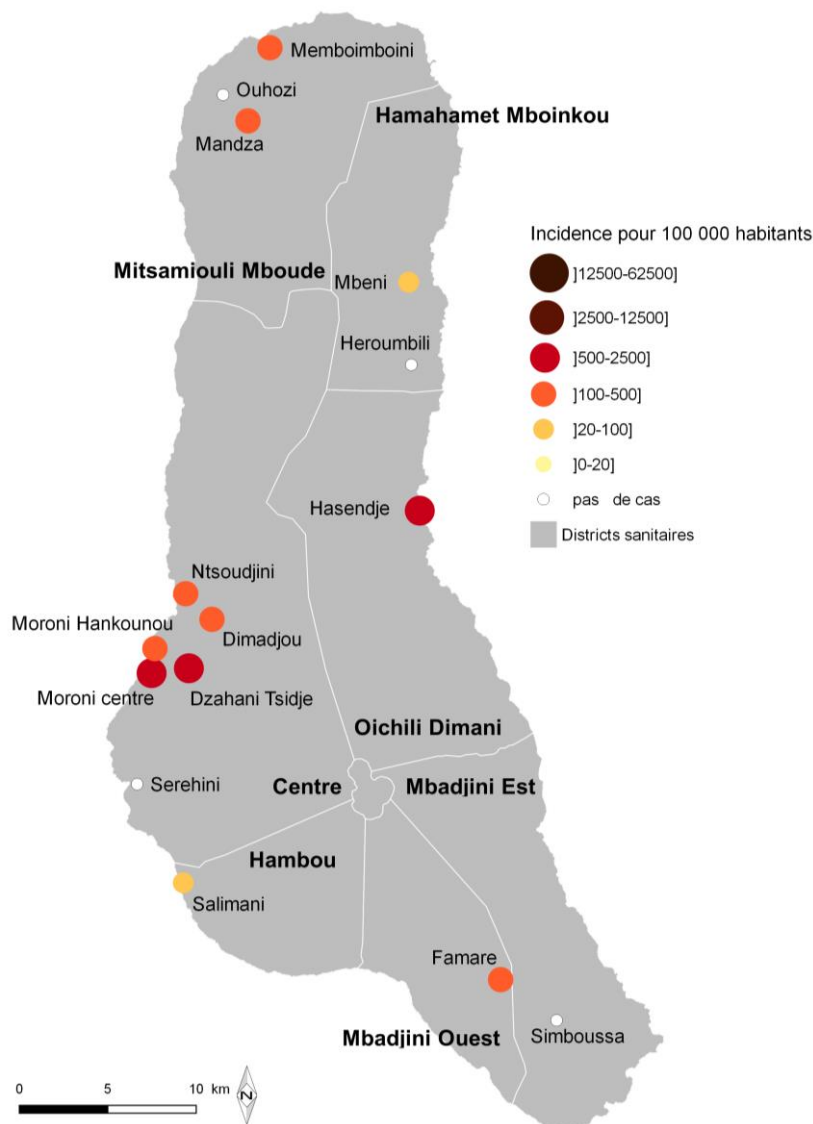 Memboimboini
Ouhozi
Hamahamet Mboinkou
Mandza
Mitsamiouli Mboude
Mbeni
Heroumbili
Incidence pour 100 000 habitants
]12500-62500]
]2500-12500]
]500-2500]
]100-500]
]20-100]
]0-20]
pas de cas
Districts sanitaires
Hasendje
Ntsoudjini
Moroni Hankounou
Dimadjou
Moroni centre
Dzahani Tsidje
Oichili Dimani
Serehini
Centre
Mbadjini Est
Hambou
Salimani
Famare
Mbadjini Ouest
Simboussa
0 5 10 km
N